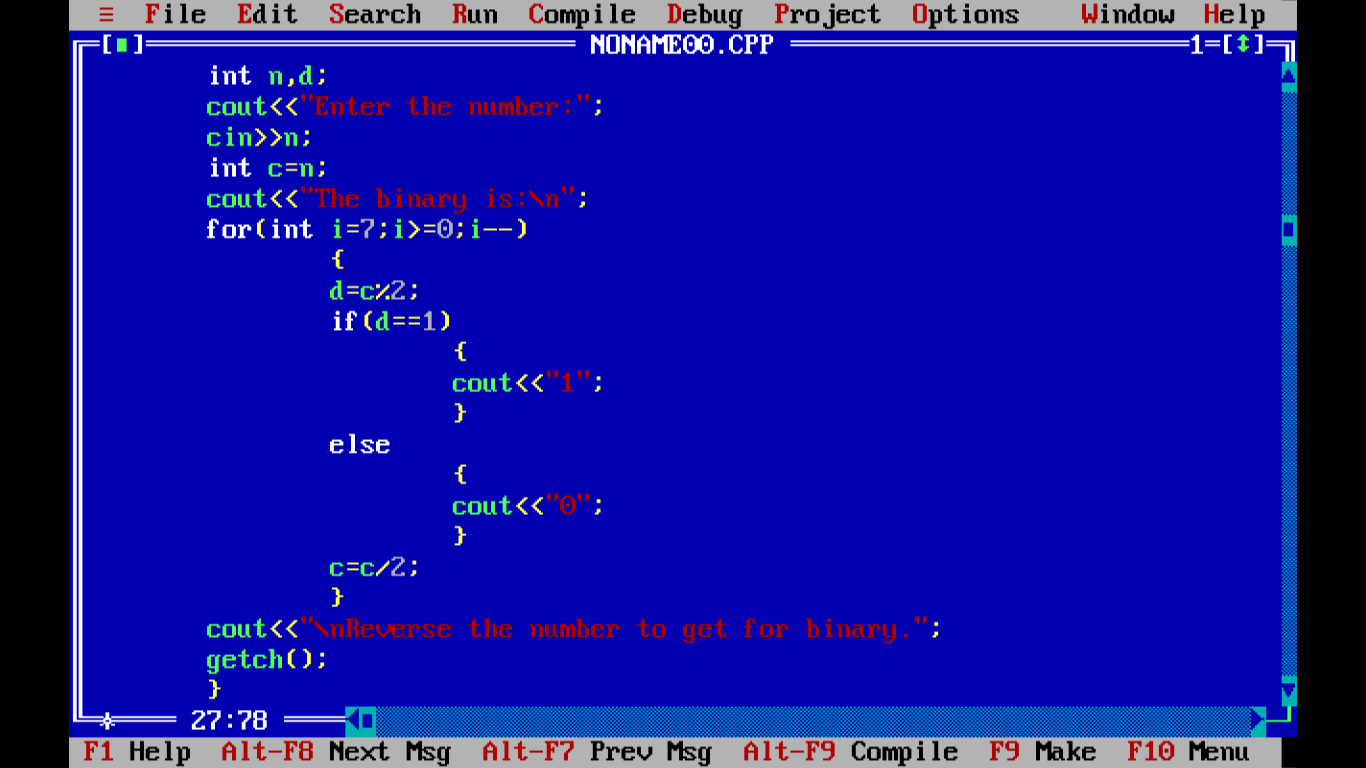 ≡ File Edit Search Run Compile Debug Project Options Window Help
[■] NONAME00.CPP 1=[↕]
int n,d;
cout<<"Enter the number:";
cin>>n;
int c=n;
cout<<"The binary is:\n";
for(int i=7;i>=0;i--)
{
d=c%2;
if(d==1)
{
cout<<"1";
}
else
{
cout<<"0";
}
c=c/2;
}
cout<<"\nReverse the number to get for binary.";
getch();
}
27:78
F1 Help Alt-F8 Next Msg Alt-F7 Prev Msg Alt-F9 Compile F9 Make F10 Menu